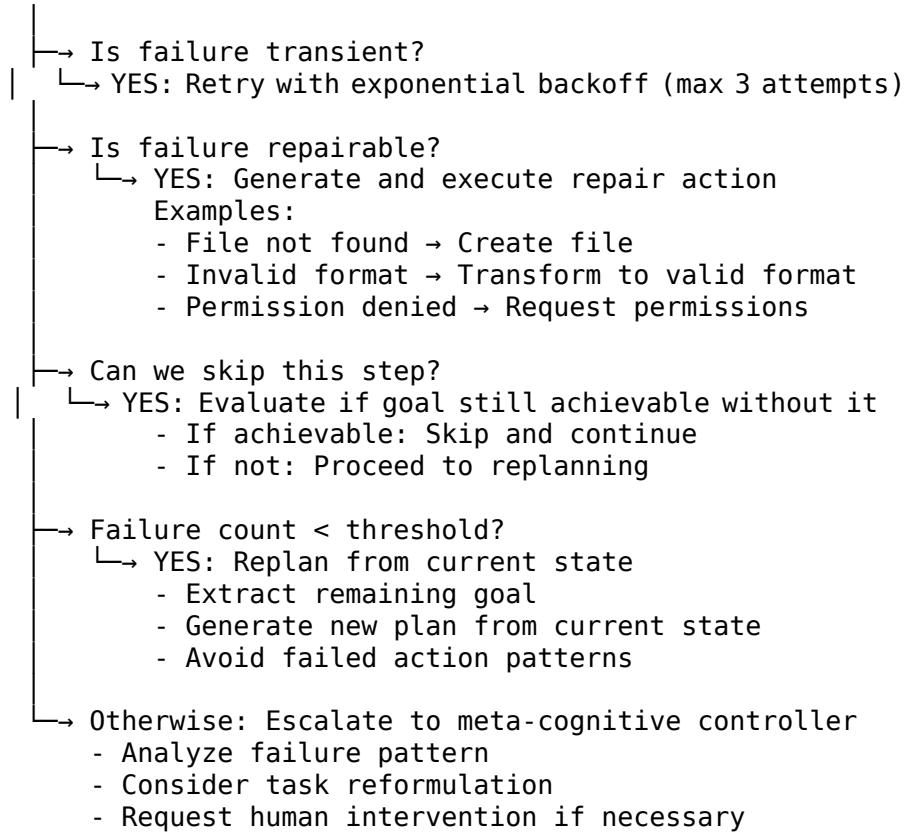 │
├─→ Is failure transient?
│   └─→ YES: Retry with exponential backoff (max 3 attempts)
│
├─→ Is failure repairable?
│   └─→ YES: Generate and execute repair action
│       Examples:
│       - File not found → Create file
│       - Invalid format → Transform to valid format
│       - Permission denied → Request permissions
│
├─→ Can we skip this step?
│   └─→ YES: Evaluate if goal still achievable without it
│       - If achievable: Skip and continue
│       - If not: Proceed to replanning
│
├─→ Failure count < threshold?
│   └─→ YES: Replan from current state
│       - Extract remaining goal
│       - Generate new plan from current state
│       - Avoid failed action patterns
│
└─→ Otherwise: Escalate to meta-cognitive controller
    - Analyze failure pattern
    - Consider task reformulation
    - Request human intervention if necessary